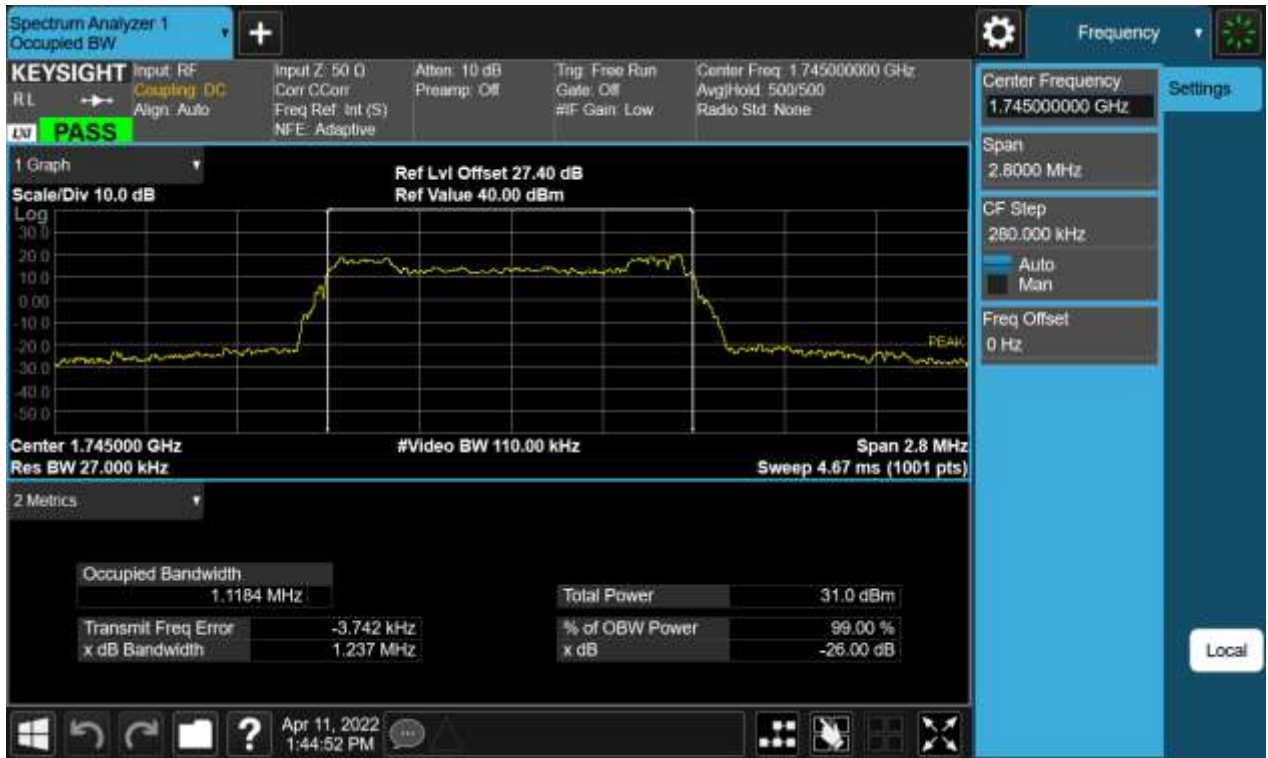 Spectrum Analyzer 1
Occupied BW
+
Frequency
KEYSIGHT
RL
LXI
PASS
Input: RF
Coupling: DC
Align: Auto
Input Z: 50 Ω
Corr CCorr
Freq Ref: Int (S)
NFE: Adaptive
Atten: 10 dB
Preamp: Off
Trig: Free Run
Gate: Off
#IF Gain: Low
Center Freq: 1.745000000 GHz
Avg|Hold: 500/500
Radio Std: None
Center Frequency
1.745000000 GHz
Settings
Span
2.8000 MHz
CF Step
280.000 kHz
Auto
Man
Freq Offset
0 Hz
Local
1 Graph
Scale/Div 10.0 dB
Ref Lvl Offset 27.40 dB
Ref Value 40.00 dBm
Log
30.0
20.0
10.0
0.00
-10.0
-20.0
-30.0
-40.0
-50.0
PEAK
Center 1.745000 GHz
#Video BW 110.00 kHz
Span 2.8 MHz
Res BW 27.000 kHz
Sweep 4.67 ms (1001 pts)
2 Metrics
Occupied Bandwidth
1.1184 MHz
Total Power 31.0 dBm
Transmit Freq Error -3.742 kHz
% of OBW Power 99.00 %
x dB Bandwidth 1.237 MHz
x dB -26.00 dB
?
Apr 11, 2022
1:44:52 PM